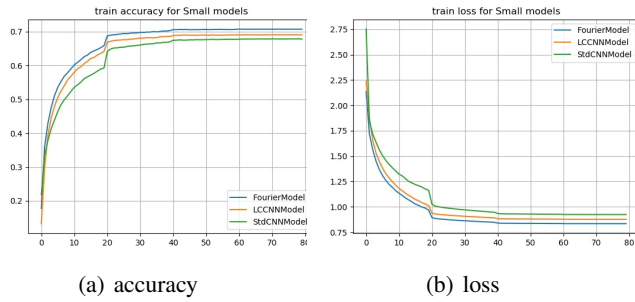 train accuracy for Small models
0.7
0.6
0.5
0.4
0.3
0.2
FourierModel
LCCNNModel
StdCNNModel
0 10 20 30 40 50 60 70
(a) accuracy
train loss for Small models
2.75
2.50
2.25
2.00
1.75
1.50
1.25
1.00
0.75
FourierModel
LCCNNModel
StdCNNModel
0 10 20 30 40 50 60 70 80
(b) loss